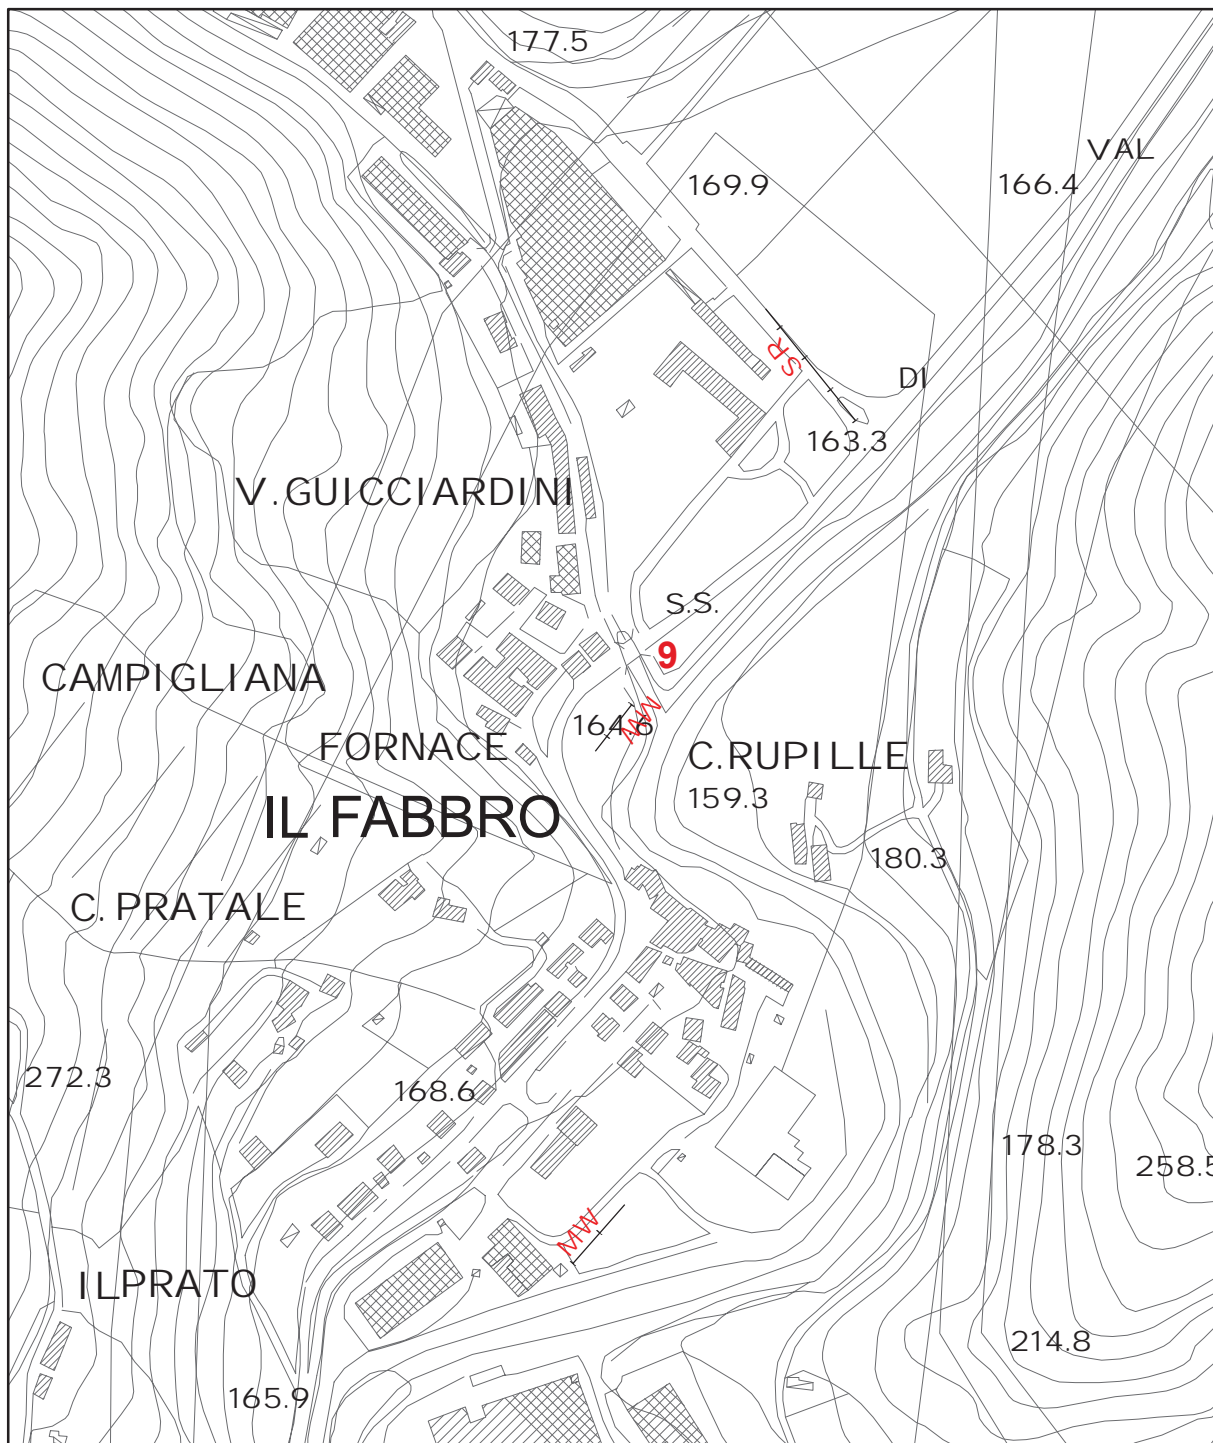 177.5
VAL
169.9
166.4
SR
DI
163.3
V.GUICCIARDINI
S.S.
9
CAMPIGLIANA
MW
164.6
FORNACE
C.RUPILLE
159.3
IL FABBRO
180.3
C. PRATALE
272.3
168.6
178.3
258.5
MW
IL PRATO
214.8
165.9